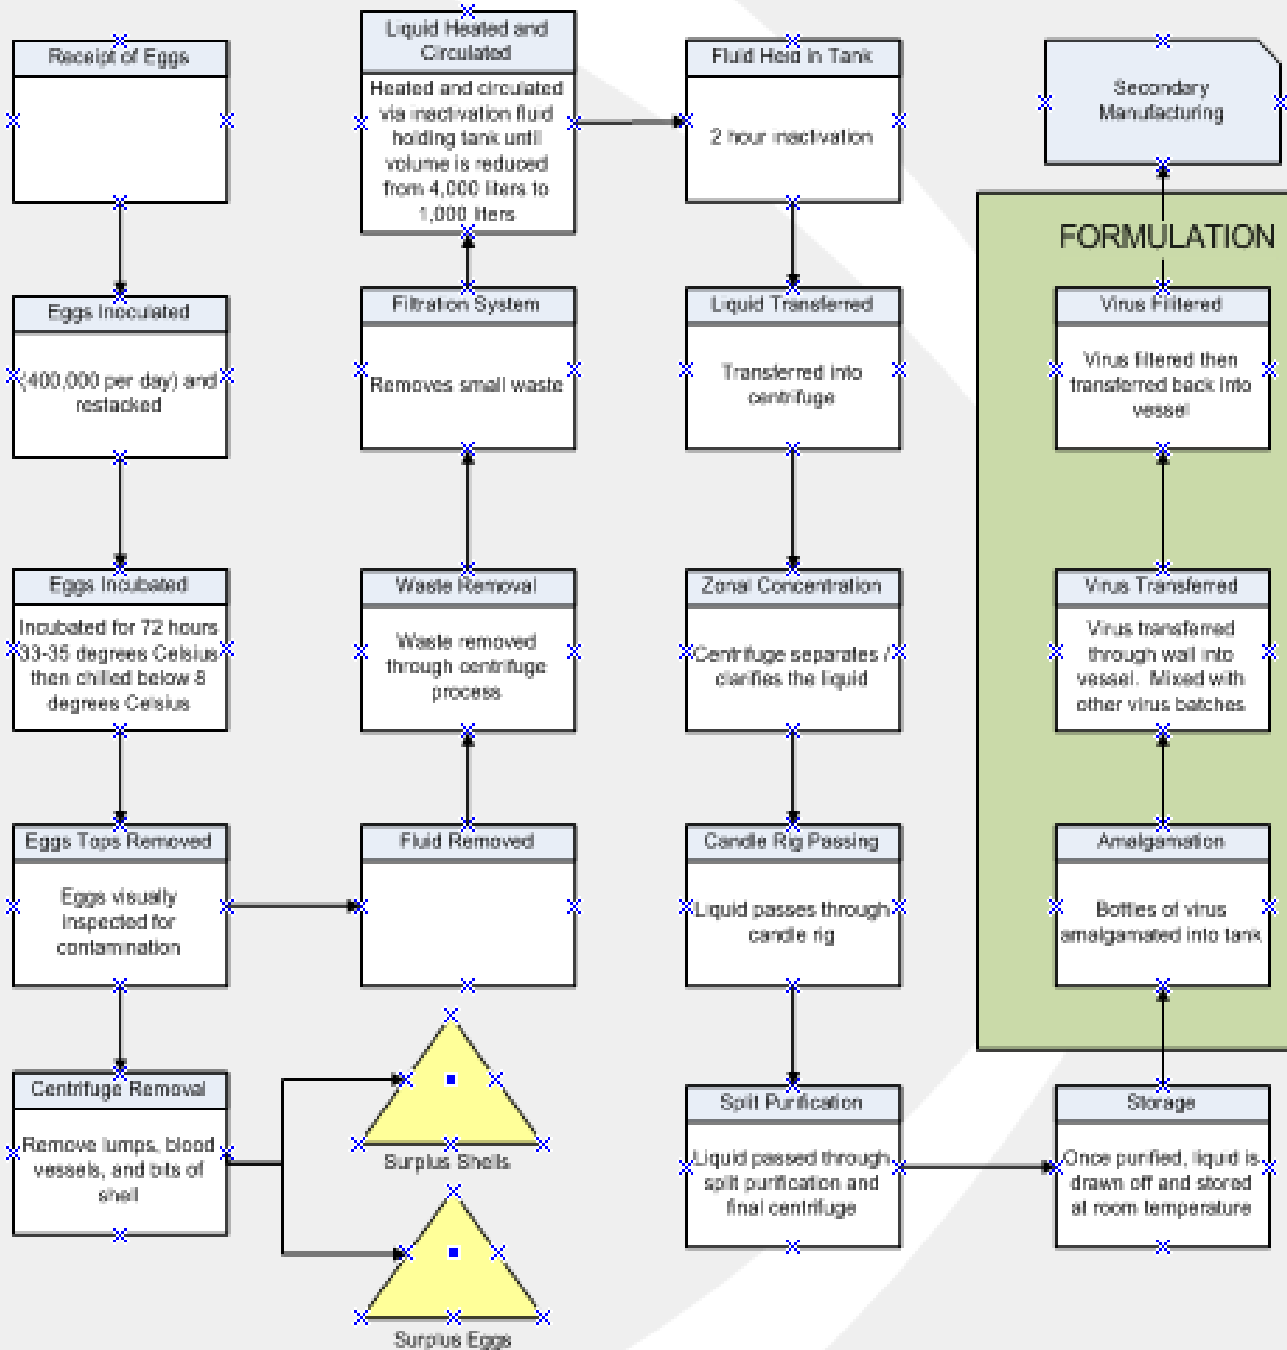 Receipt of Eggs
Eggs Inoculated
(400,000 per day) and
restacked
Eggs Incubated
Incubated for 72 hours
33-35 degrees Celsius
then chilled below 8
degrees Celsius
Eggs Tops Removed
Eggs visually
inspected for
contamination
Centrifuge Removal
Remove lumps, blood
vessels, and bits of
shell
Surplus Shells
Surplus Eggs
Fluid Removed
Waste Removal
Waste removed
through centrifuge
process
Filtration System
Removes small waste
Liquid Heated and
Circulated
Heated and circulated
via inactivation fluid
holding tank until
volume is reduced
from 4,000 liters to
1,000 liters
Fluid Held in Tank
2 hour inactivation
Liquid Transferred
Transferred into
centrifuge
Zonal Concentration
Centrifuge separates /
clarifies the liquid
Candle Rig Passing
Liquid passes through
candle rig
Split Purification
Liquid passed through
split purification and
final centrifuge
Storage
Once purified, liquid is
drawn off and stored
at room temperature
Amalgamation
Bottles of virus
amalgamated into tank
Virus Transferred
Virus transferred
through wall into
vessel. Mixed with
other virus batches
Virus Filtered
Virus filtered then
transferred back into
vessel
FORMULATION
Secondary
Manufacturing